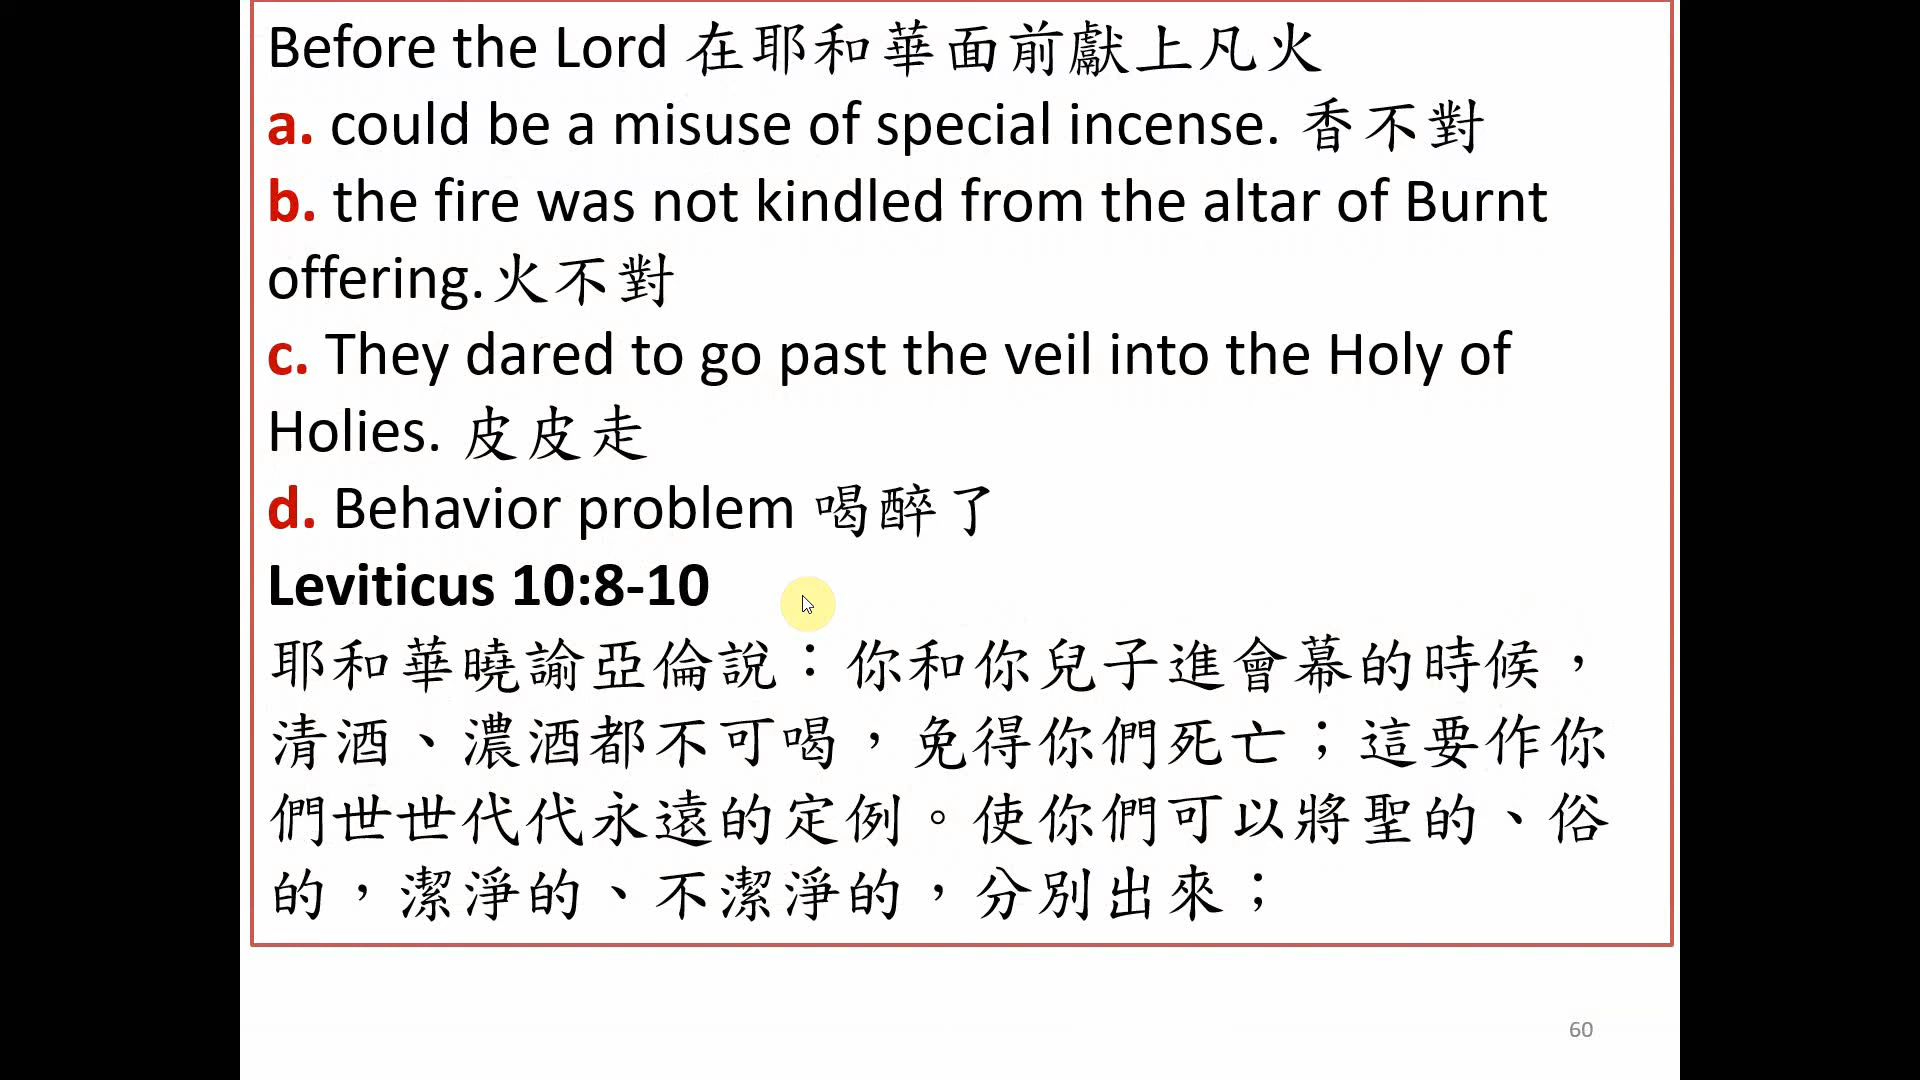 Before the Lord 在耶和華面前獻上凡火
a. could be a misuse of special incense. 香不對
b. the fire was not kindled from the altar of Burnt
offering.火不對
c. They dared to go past the veil into the Holy of
Holies. 皮皮走
d. Behavior problem 喝醉了
Leviticus 10:8-10
耶和華曉諭亞倫說：你和你兒子進會幕的時候，
清酒、濃酒都不可喝，免得你們死亡；這要作你
們世世代代永遠的定例。使你們可以將聖的、俗
的，潔淨的、不潔淨的，分別出來；
60